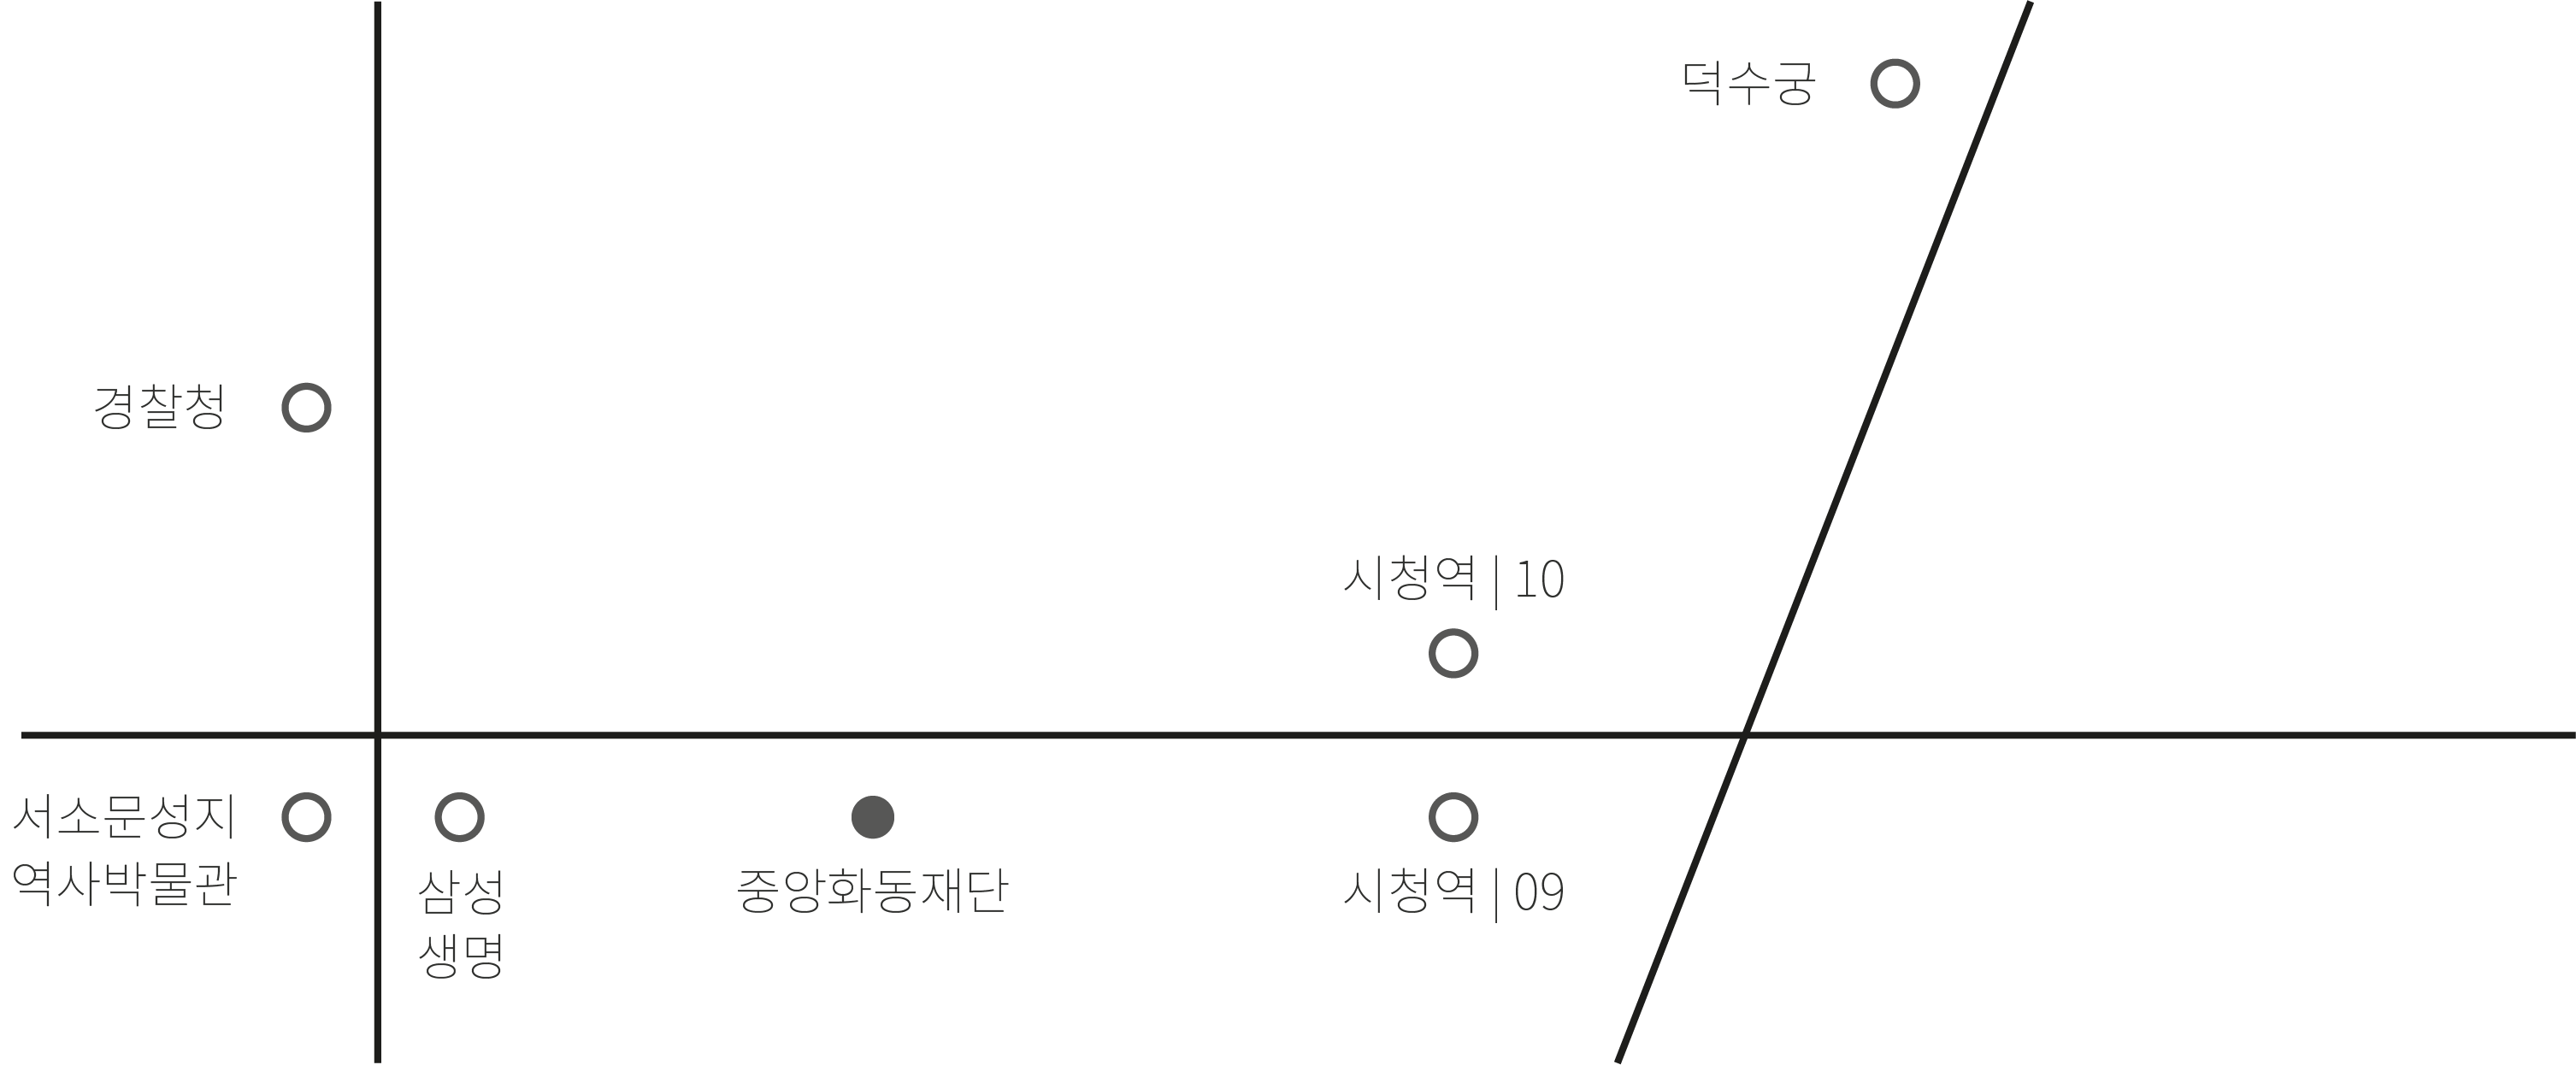 덕수궁
경찰청
시청역 | 10
서소문성지
역사박물관
삼성
생명
중앙화동재단
시청역 | 09